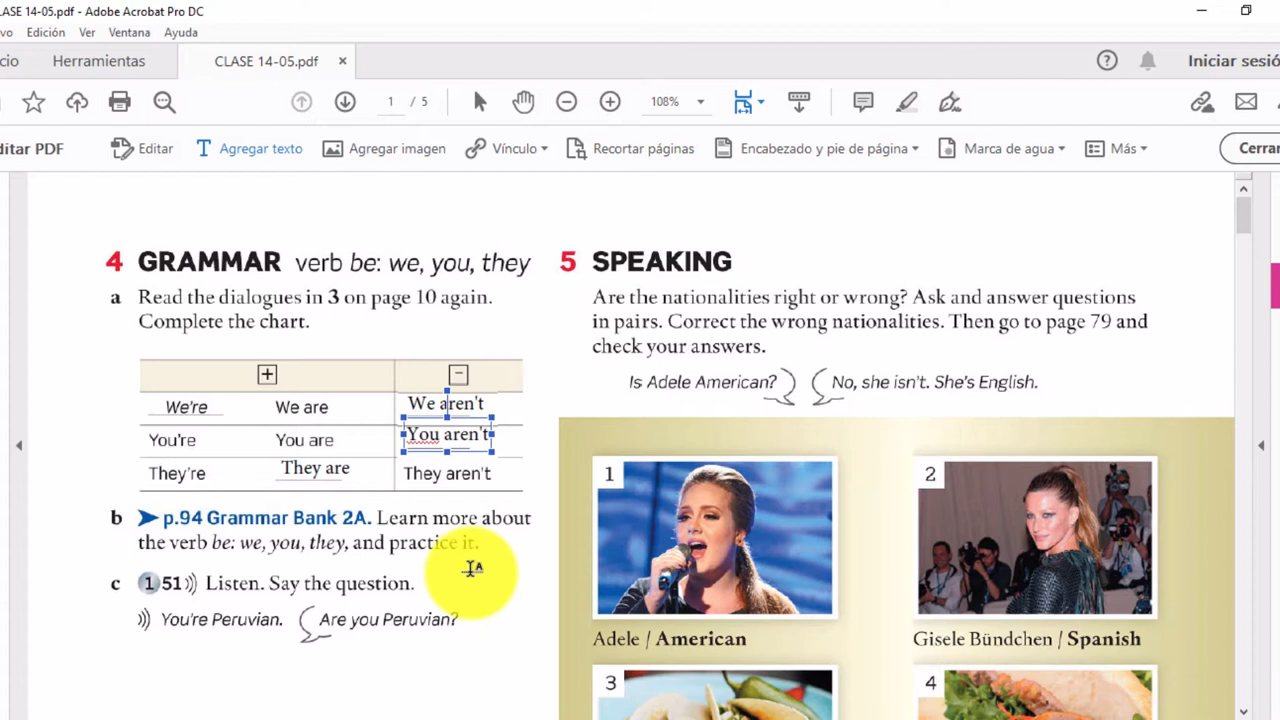 CLASE 14-05.pdf - Adobe Acrobat Pro DC
vo Edición Ver Ventana Ayuda
cio Herramientas CLASE 14-05.pdf × Iniciar sesió
1 / 5 108%
ditar PDF Editar Agregar texto Agregar imagen Vínculo Recortar páginas Encabezado y pie de página Marca de agua Más Cerrar
4 GRAMMAR verb be: we, you, they
a Read the dialogues in 3 on page 10 again.
Complete the chart.
+ −
We're We are We aren't
You're You are You aren't
They're They are They aren't
b p.94 Grammar Bank 2A. Learn more about
the verb be: we, you, they, and practice it.
c 1 51 Listen. Say the question.
You're Peruvian. Are you Peruvian?
5 SPEAKING
Are the nationalities right or wrong? Ask and answer questions
in pairs. Correct the wrong nationalities. Then go to page 79 and
check your answers.
Is Adele American? No, she isn't. She's English.
1 2
Adele / American Gisele Bündchen / Spanish
3 4